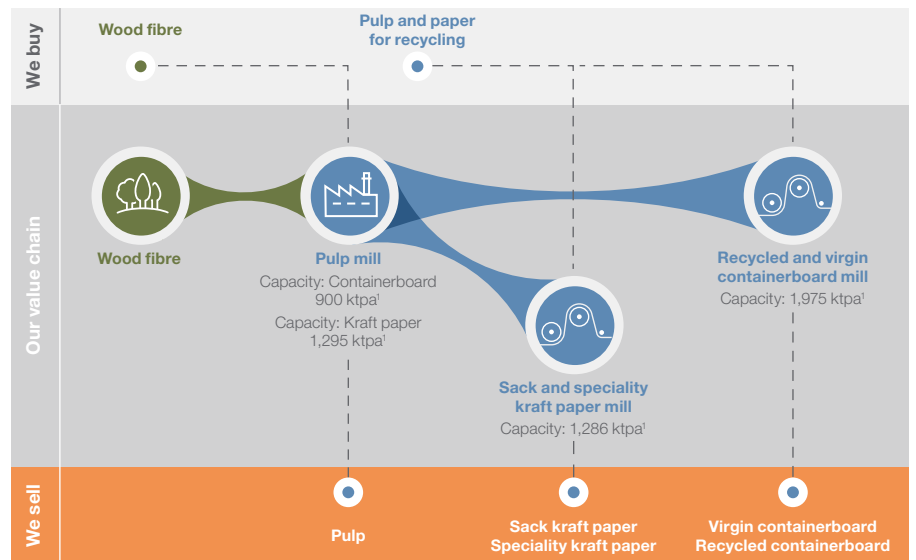 We buy
Wood fibre
Pulp and paper
for recycling
Our value chain
Wood fibre
Pulp mill
Capacity: Containerboard
900 ktpa¹
Capacity: Kraft paper
1,295 ktpa¹
Sack and speciality
kraft paper mill
Capacity: 1,286 ktpa¹
Recycled and virgin
containerboard mill
Capacity: 1,975 ktpa¹
We sell
Pulp
Sack kraft paper
Speciality kraft paper
Virgin containerboard
Recycled containerboard